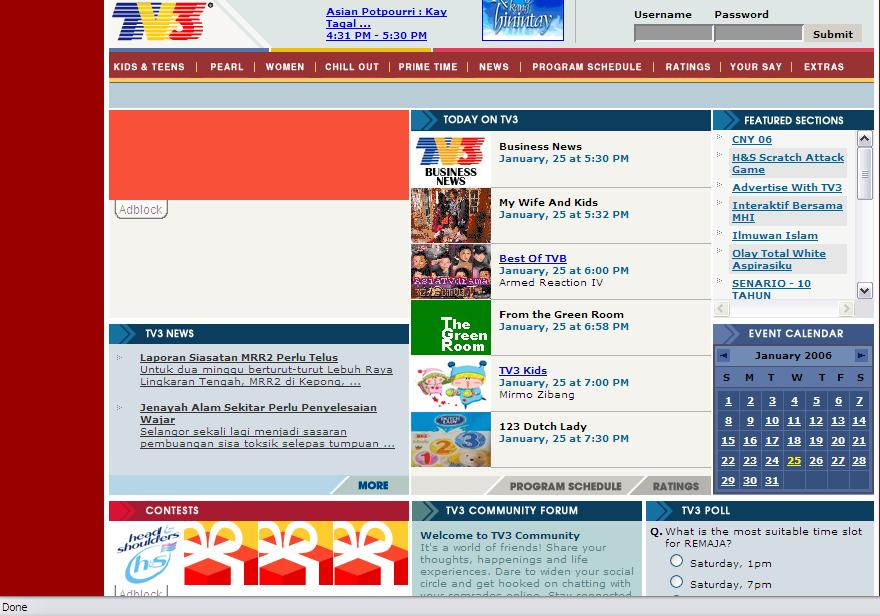 TV3
Asian Potpourri : Kay
Tagal ...
4:31 PM - 5:30 PM
Username
Password
Submit
KIDS & TEENS | PEARL | WOMEN | CHILL OUT | PRIME TIME | NEWS | PROGRAM SCHEDULE | RATINGS | YOUR SAY | EXTRAS
Adblock
TV3 NEWS
Laporan Siasatan MRR2 Perlu Telus
Untuk dua minggu berturut-turut Lebuh Raya
Lingkaran Tengah, MRR2 di Kepong, ...
Jenayah Alam Sekitar Perlu Penyelesaian
Wajar
Selangor sekali lagi menjadi sasaran
pembuangan sisa toksik selepas tumpuan ...
MORE
TODAY ON TV3
TV3
BUSINESS
NEWS
Business News
January, 25 at 5:30 PM
My Wife And Kids
January, 25 at 5:32 PM
Best Of TVB
January, 25 at 6:00 PM
Armed Reaction IV
The
Green
Room
From the Green Room
January, 25 at 6:58 PM
TV3 Kids
January, 25 at 7:00 PM
Mirmo Zibang
123
123 Dutch Lady
January, 25 at 7:30 PM
PROGRAM SCHEDULE
RATINGS
FEATURED SECTIONS
CNY 06
H&S Scratch Attack
Game
Advertise With TV3
Interaktif Bersama
MHI
Ilmuwan Islam
Olay Total White
Aspirasiku
SENARIO - 10
TAHUN
EVENT CALENDAR
January 2006
S M T W T F S
1 2 3 4 5 6 7
8 9 10 11 12 13 14
15 16 17 18 19 20 21
22 23 24 25 26 27 28
29 30 31
CONTESTS
head &
shoulders
h&s
Adblock
TV3 COMMUNITY FORUM
Welcome to TV3 Community
It's a world of friends! Share your
thoughts, happenings and life
experiences. Dare to widen your social
circle and get hooked on chatting with
your comrades online. Stay connected
TV3 POLL
Q. What is the most suitable time slot
for REMAJA?
Saturday, 1pm
Saturday, 7pm
Done